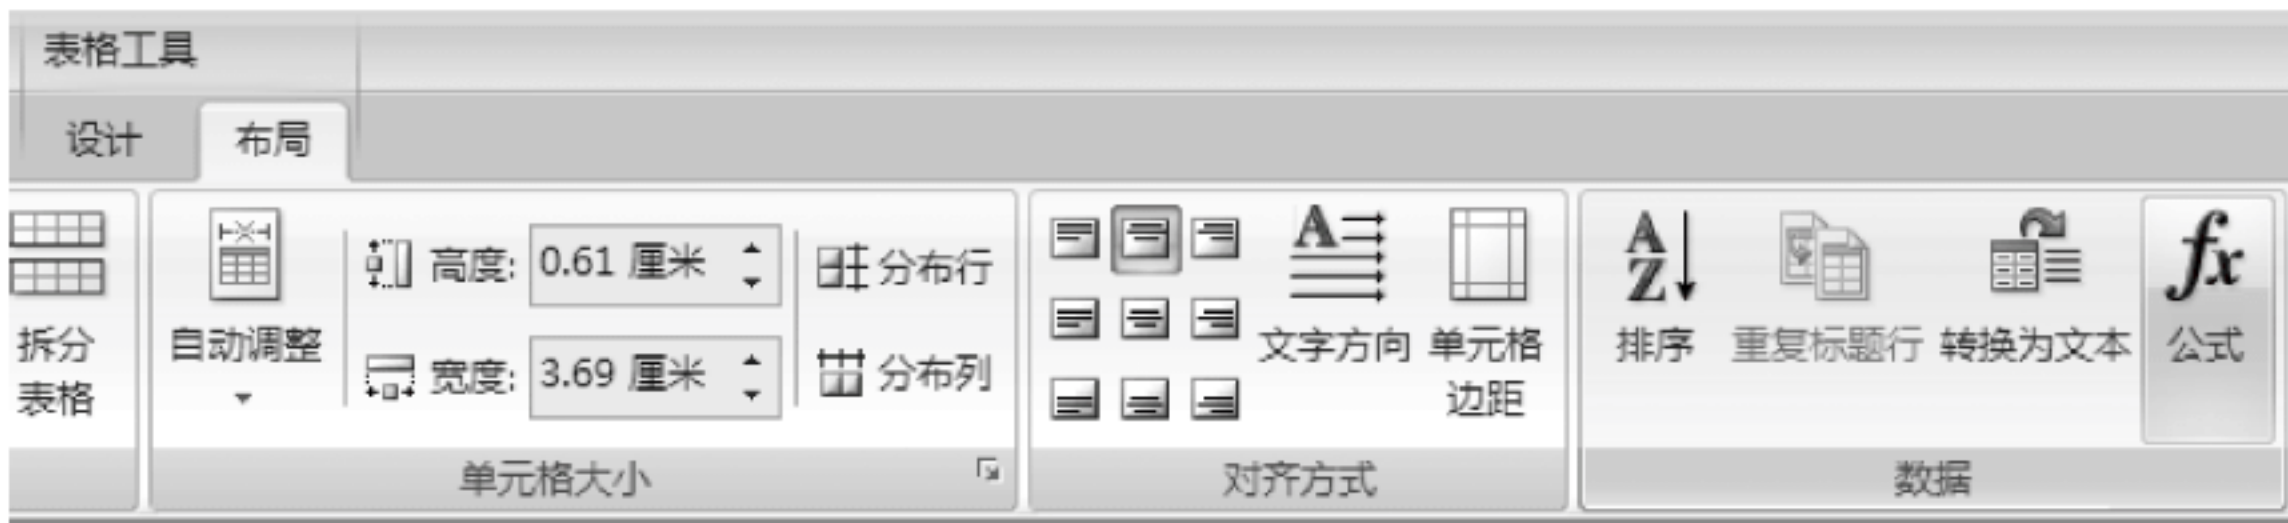 表格工具
设计 布局
拆分
表格
自动调整
高度: 0.61 厘米
宽度: 3.69 厘米
分布行
分布列
单元格大小
文字方向
单元格
边距
对齐方式
A
Z
排序
重复标题行
转换为文本
fx
公式
数据